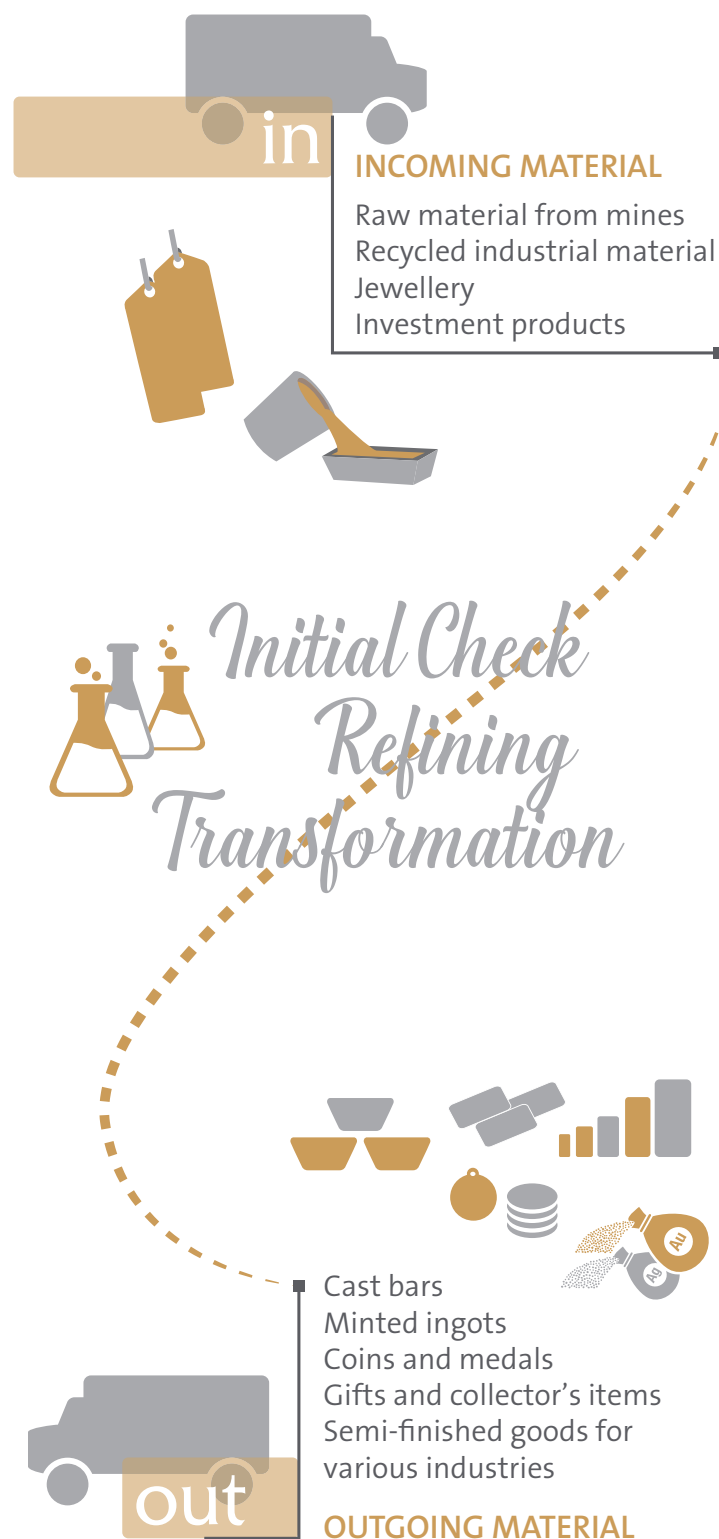 in
INCOMING MATERIAL
Raw material from mines
Recycled industrial material
Jewellery
Investment products
Initial Check
Refining
Transformation
Au
Ag
Cast bars
Minted ingots
Coins and medals
Gifts and collector’s items
Semi-finished goods for
various industries
out
OUTGOING MATERIAL